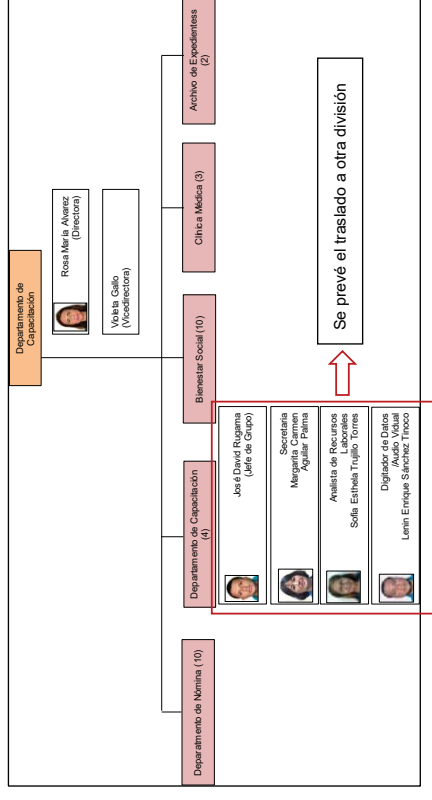 Departamento de
Capacitación
Rosa María Alvarez
(Directora)
Violeta Gallo
(Vicedirectora)
Deparatmento de Nómina (10)
Departamento de Capacitación
(4)
Bienestar Social (10)
Clínica Médica (3)
Archivo de Expedientess
(2)
José David Rugama
(Jefe de Grupo)
Secretaria
Margarita Carmen
Aguilar Palma
Analista de Recursos
Laborales
Sofía Esthela Trujillo Torres
Digitador de Datos
/Audio Vidual
Lenin Enrique Sánchez Tinoco
Se prevé el traslado a otra división